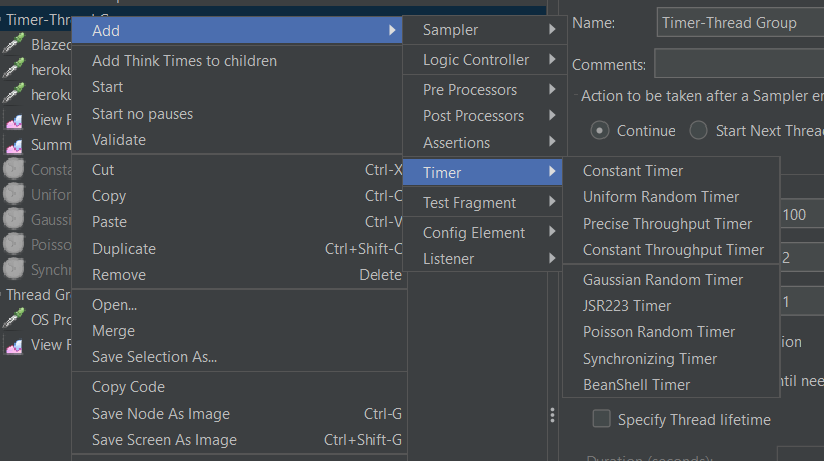 Timer-Thread G
Blazed
heroku
heroku
View R
Summ
Consta
Uniform
Gaussi
Poisso
Synchr
Thread Gro
OS Pro
View R
Add
Add Think Times to children
Start
Start no pauses
Validate
Cut Ctrl-X
Copy Ctrl-C
Paste Ctrl-V
Duplicate Ctrl+Shift-C
Remove Delete
Open...
Merge
Save Selection As...
Copy Code
Save Node As Image Ctrl-G
Save Screen As Image Ctrl+Shift-G
Sampler
Logic Controller
Pre Processors
Post Processors
Assertions
Timer
Test Fragment
Config Element
Listener
Constant Timer
Uniform Random Timer
Precise Throughput Timer
Constant Throughput Timer
Gaussian Random Timer
JSR223 Timer
Poisson Random Timer
Synchronizing Timer
BeanShell Timer
Name: Timer-Thread Group
Comments:
Action to be taken after a Sampler er
Continue Start Next Threa
100
2
1
ion
ntil nee
Specify Thread lifetime
Duration (seconds):